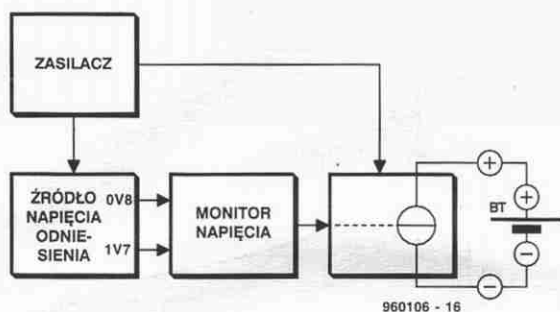 ZASILACZ
ŹRÓDŁO
NAPIĘCIA
ODNIE-
SIENIA
0V8
1V7
MONITOR
NAPIĘCIA
+
+
BT
−
−
960106 - 16